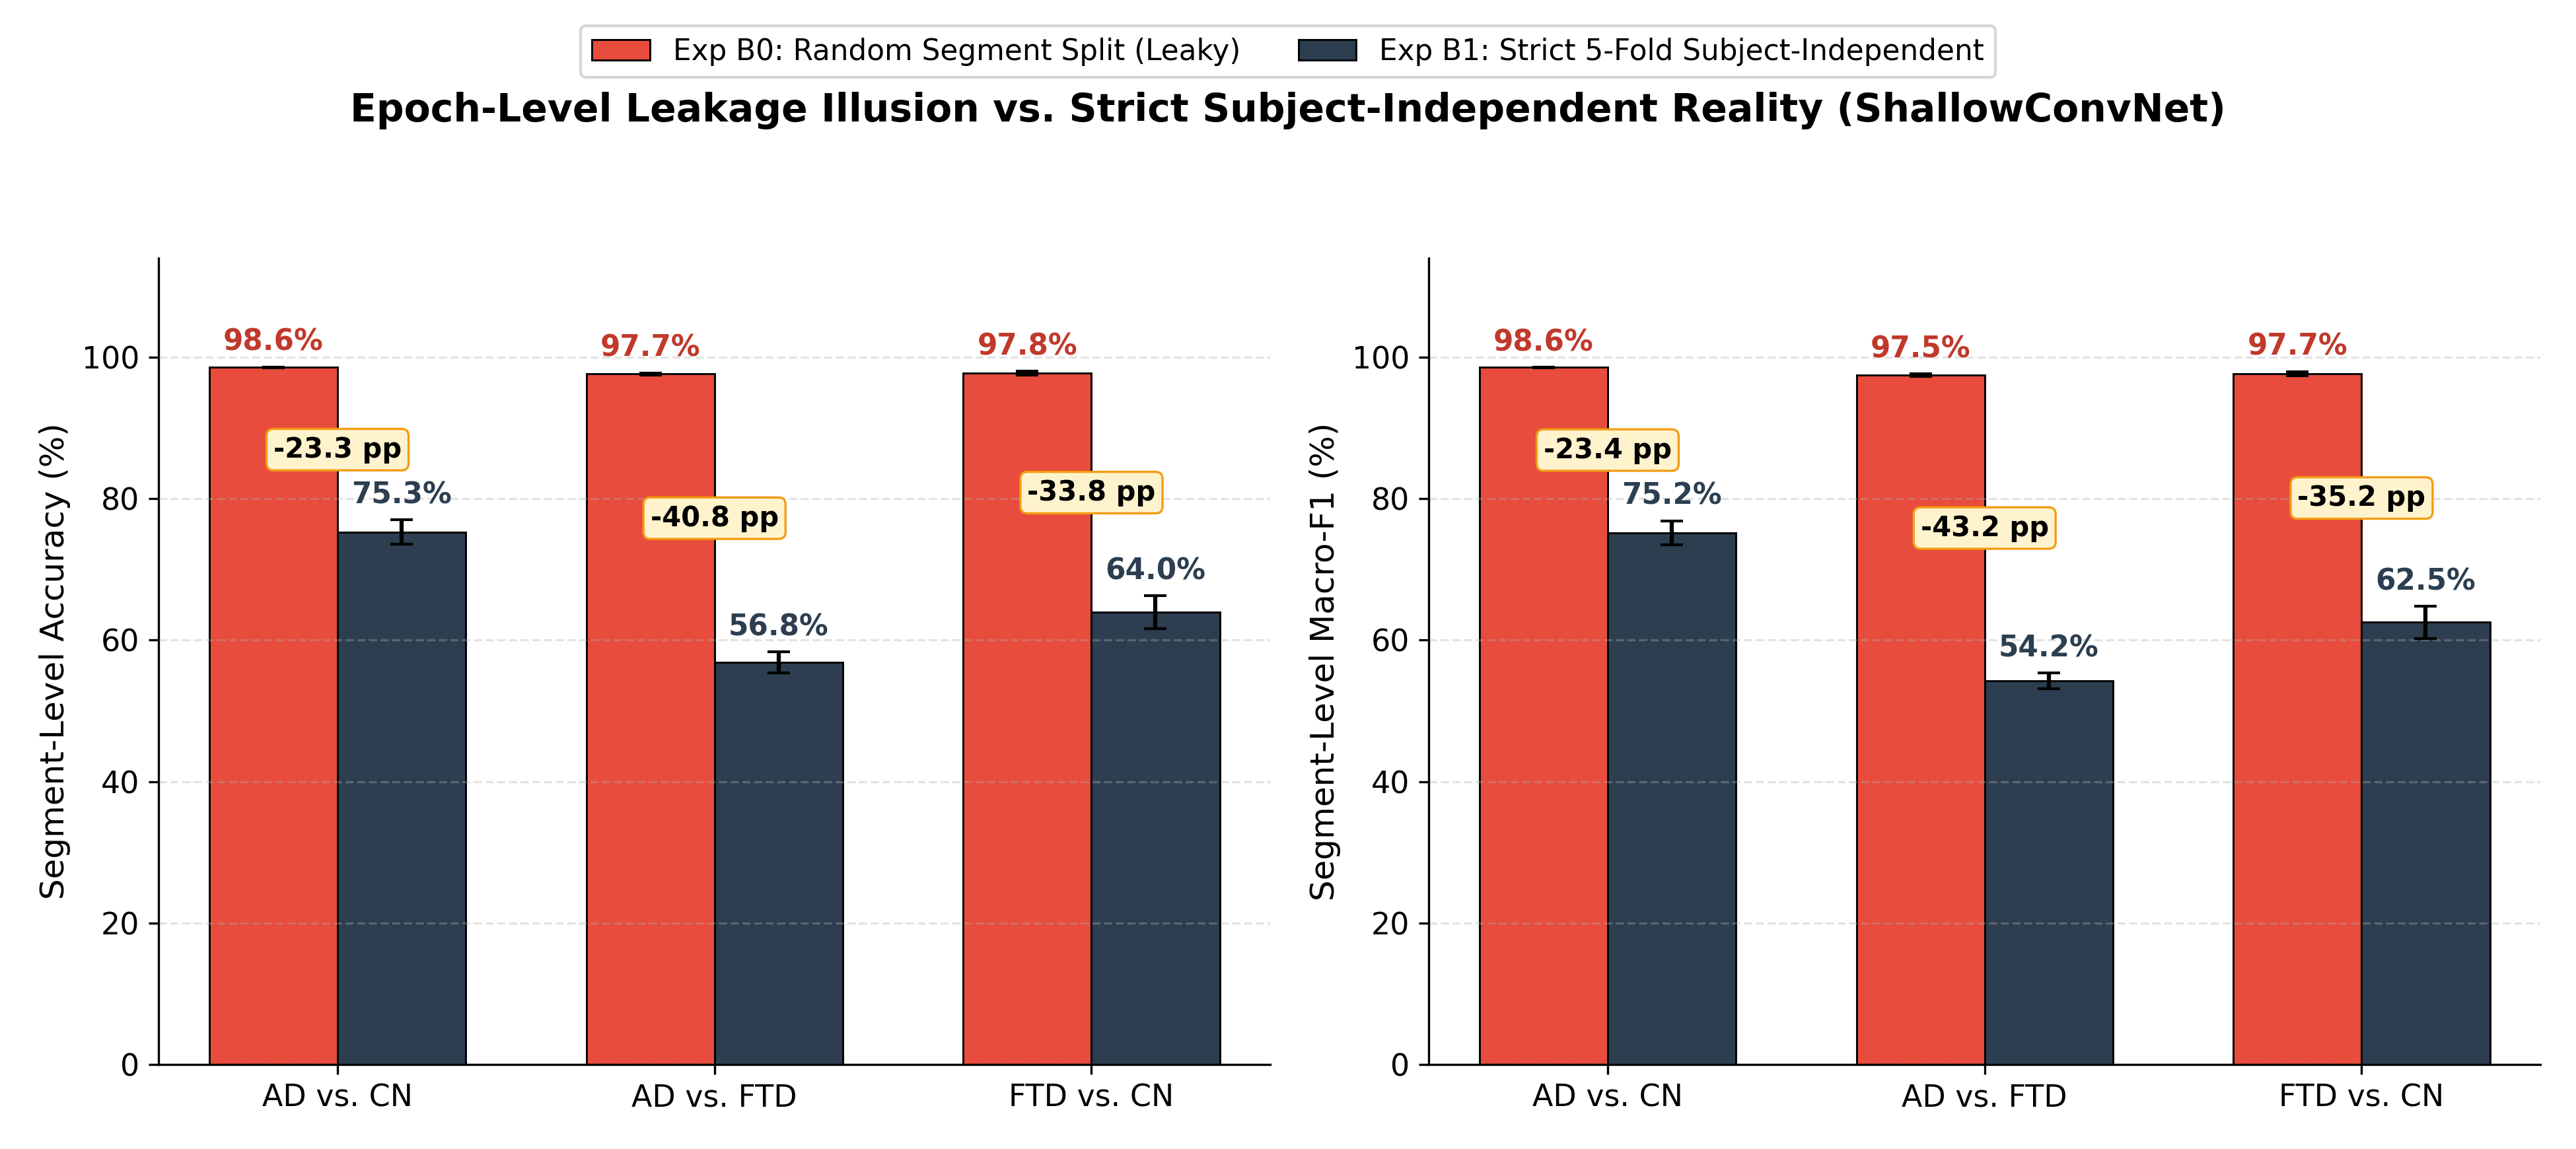 Exp B0: Random Segment Split (Leaky)
Exp B1: Strict 5-Fold Subject-Independent
Epoch-Level Leakage Illusion vs. Strict Subject-Independent Reality (ShallowConvNet)
Segment-Level Accuracy (%)
100
80
60
40
20
0
98.6%
-23.3 pp
75.3%
97.7%
-40.8 pp
56.8%
97.8%
-33.8 pp
64.0%
AD vs. CN
AD vs. FTD
FTD vs. CN
Segment-Level Macro-F1 (%)
100
80
60
40
20
0
98.6%
-23.4 pp
75.2%
97.5%
-43.2 pp
54.2%
97.7%
-35.2 pp
62.5%
AD vs. CN
AD vs. FTD
FTD vs. CN